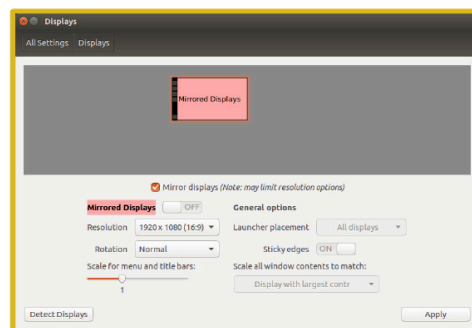 Displays
All Settings Displays
Mirrored Displays
Mirror displays (Note: may limit resolution options)
Mirrored Displays OFF
General options
Resolution 1920 x 1080 (16:9)
Launcher placement All displays
Rotation Normal
Sticky edges ON
Scale for menu and title bars:
Scale all window contents to match:
1
Display with largest contr
Detect Displays
Apply